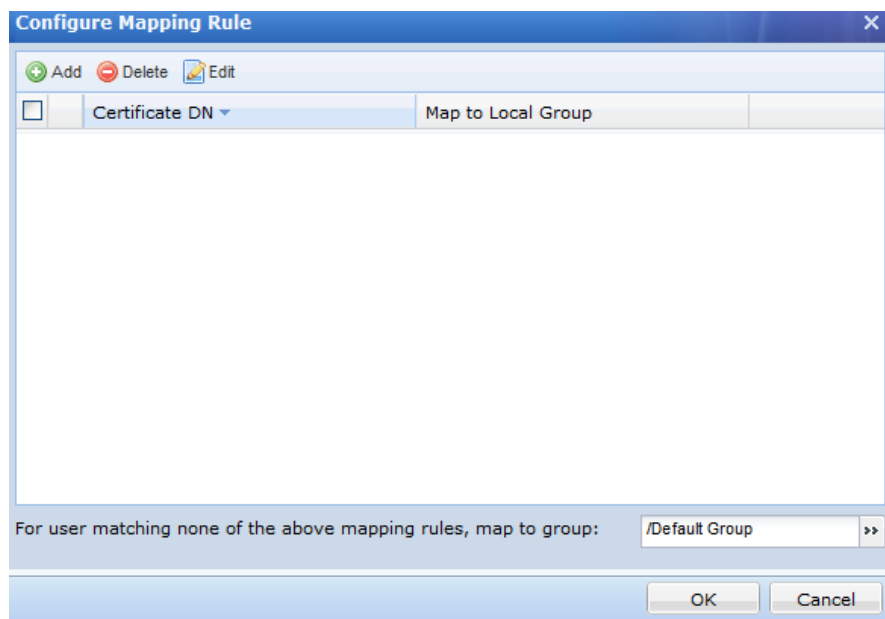 Configure Mapping Rule
Add Delete Edit
Certificate DN Map to Local Group
For user matching none of the above mapping rules, map to group: /Default Group
OK Cancel